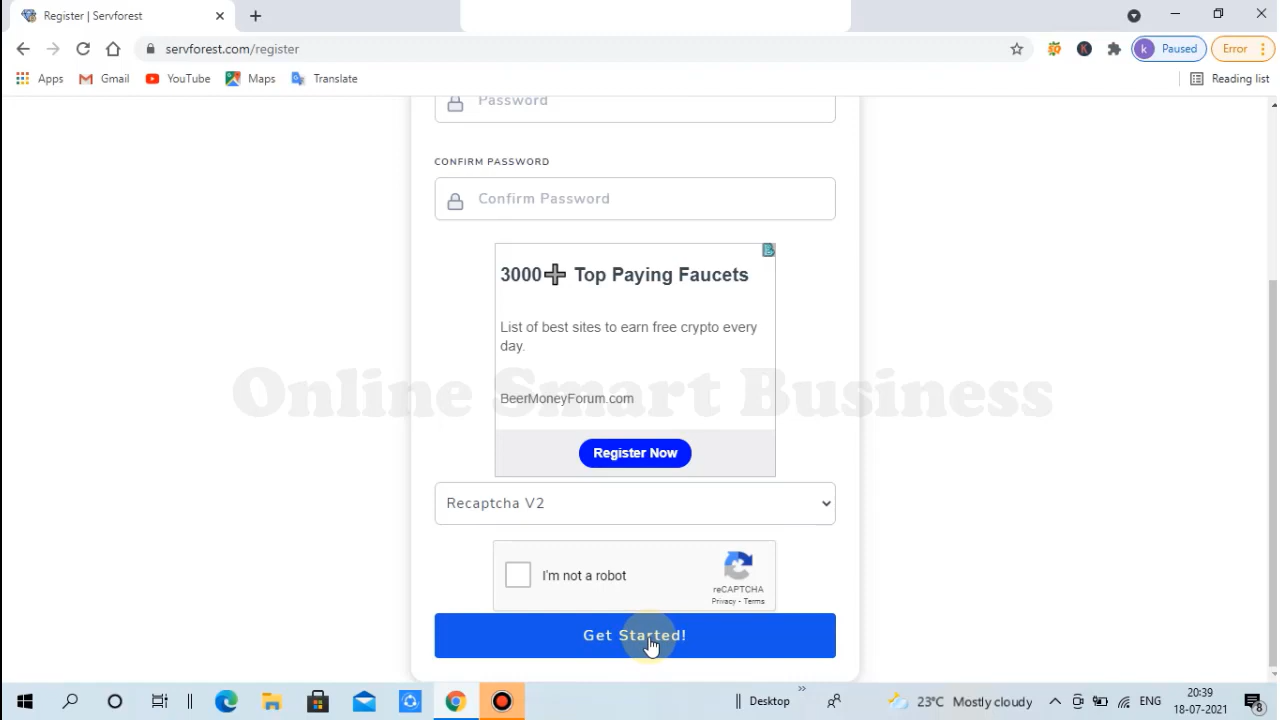 Register | Servforest
servforest.com/register
k Paused
Error
Apps
Gmail
YouTube
Maps
Translate
Reading list
Password
CONFIRM PASSWORD
Confirm Password
3000+ Top Paying Faucets
List of best sites to earn free crypto every
day.
Online Smart Business
BeerMoneyForum.com
Register Now
Recaptcha V2
I'm not a robot
reCAPTCHA
Privacy - Terms
Get Started!
Desktop
23°C Mostly cloudy
ENG
20:39
18-07-2021
8